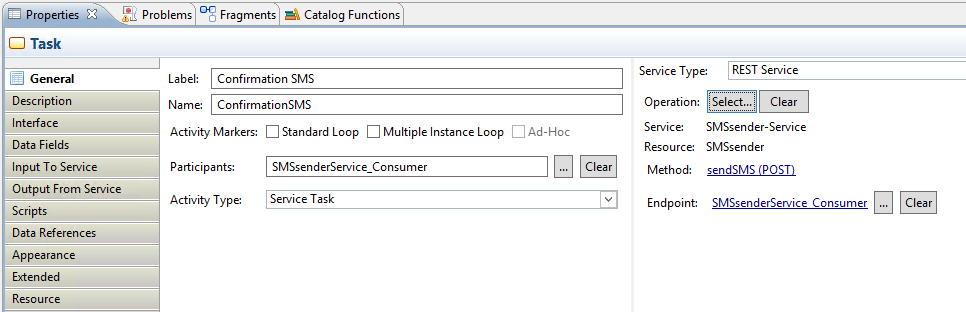 Properties Problems Fragments Catalog Functions
Task
General
Description
Interface
Data Fields
Input To Service
Output From Service
Scripts
Data References
Appearance
Extended
Resource
Label: Confirmation SMS
Name: ConfirmationSMS
Activity Markers: Standard Loop Multiple Instance Loop Ad-Hoc
Participants: SMSsenderService_Consumer ... Clear
Activity Type: Service Task
Service Type: REST Service
Operation: Select... Clear
Service: SMSsender-Service
Resource: SMSsender
Method: sendSMS (POST)
Endpoint: SMSsenderService_Consumer ... Clear